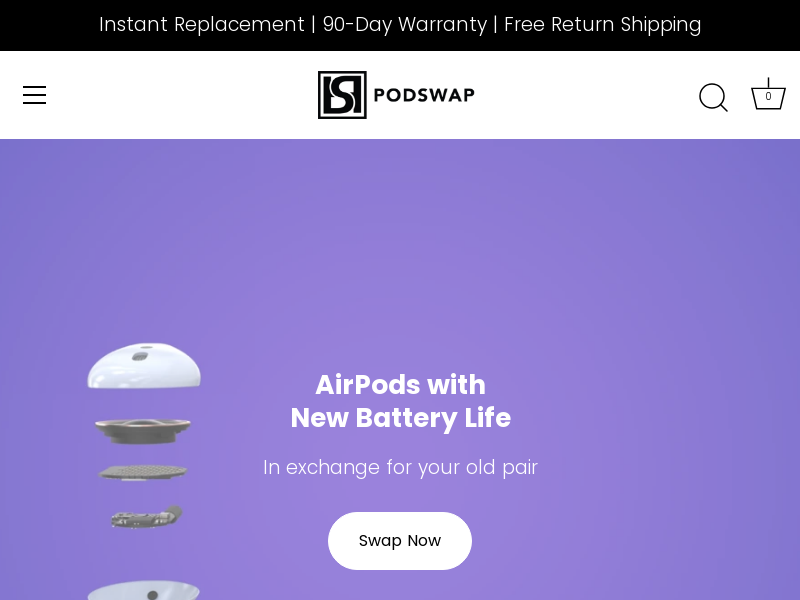 Instant Replacement | 90-Day Warranty | Free Return Shipping
PODSWAP
0
AirPods with
New Battery Life
In exchange for your old pair
Swap Now